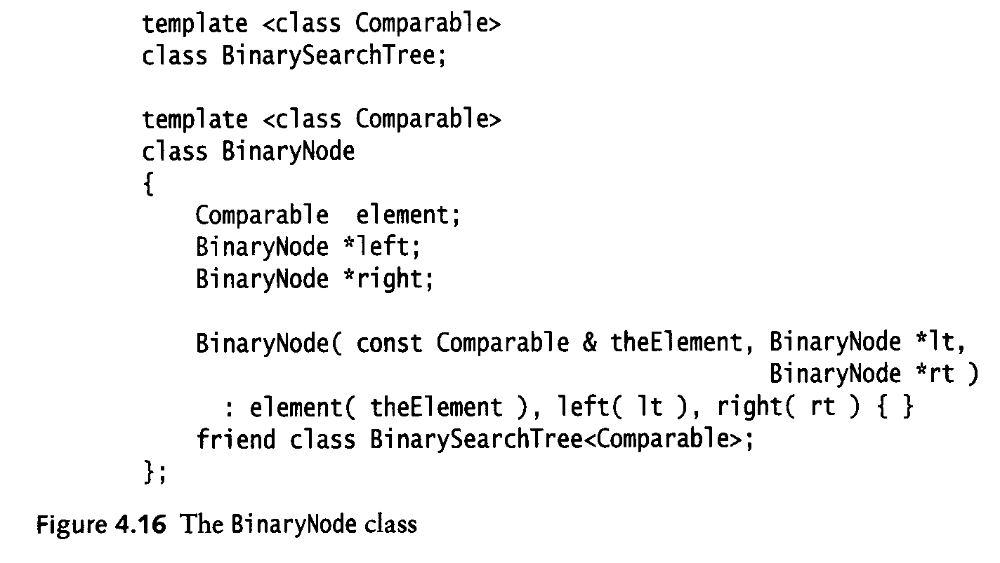 template <class Comparable>
class BinarySearchTree;
template <class Comparable>
class BinaryNode
{
Comparable  element;
BinaryNode *left;
BinaryNode *right;
BinaryNode( const Comparable & theElement, BinaryNode *lt,
BinaryNode *rt )
: element( theElement ), left( lt ), right( rt ) { }
friend class BinarySearchTree<Comparable>;
};
Figure 4.16 The BinaryNode class